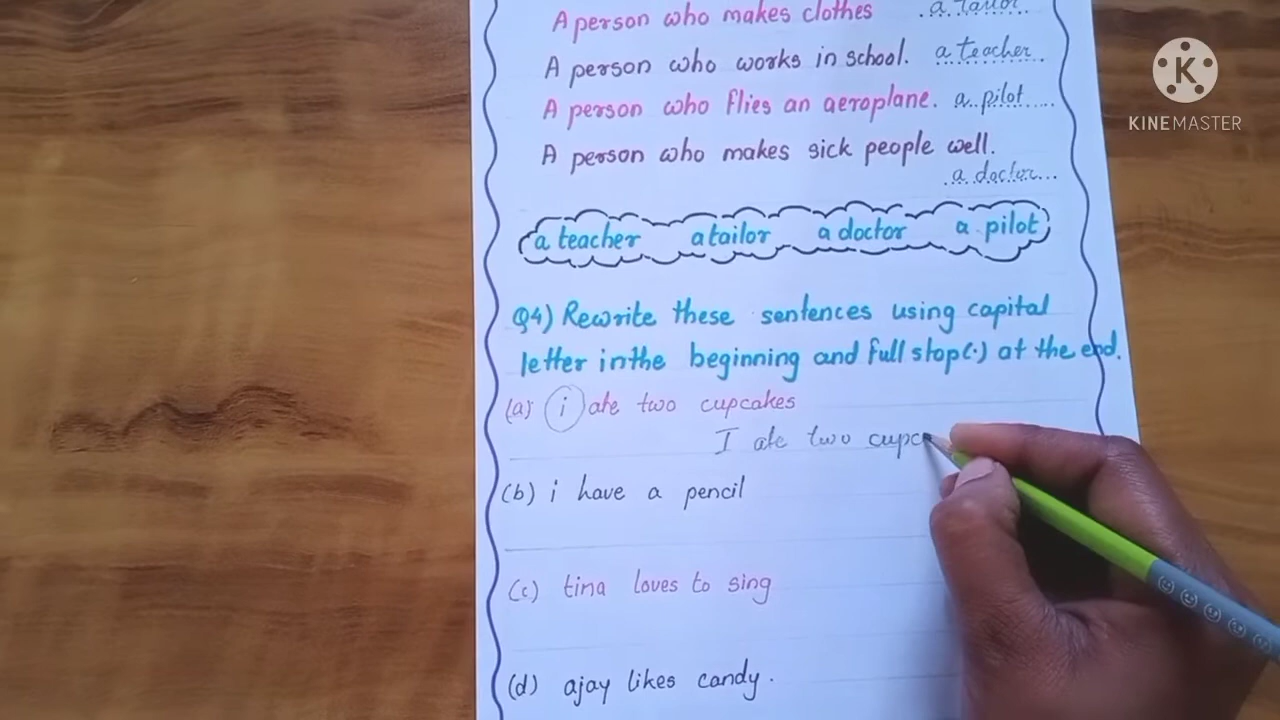 A person who makes clothes a tailor
A person who works in school. a teacher
A person who flies an aeroplane. a pilot
A person who makes sick people well.
a doctor
a teacher a tailor a doctor a pilot
Q4) Rewrite these sentences using capital
letter in the beginning and full stop(.) at the end.
(a) i ate two cupcakes
I ate two cupc
(b) i have a pencil
(c) tina loves to sing
(d) ajay likes candy.
K
KINEMASTER